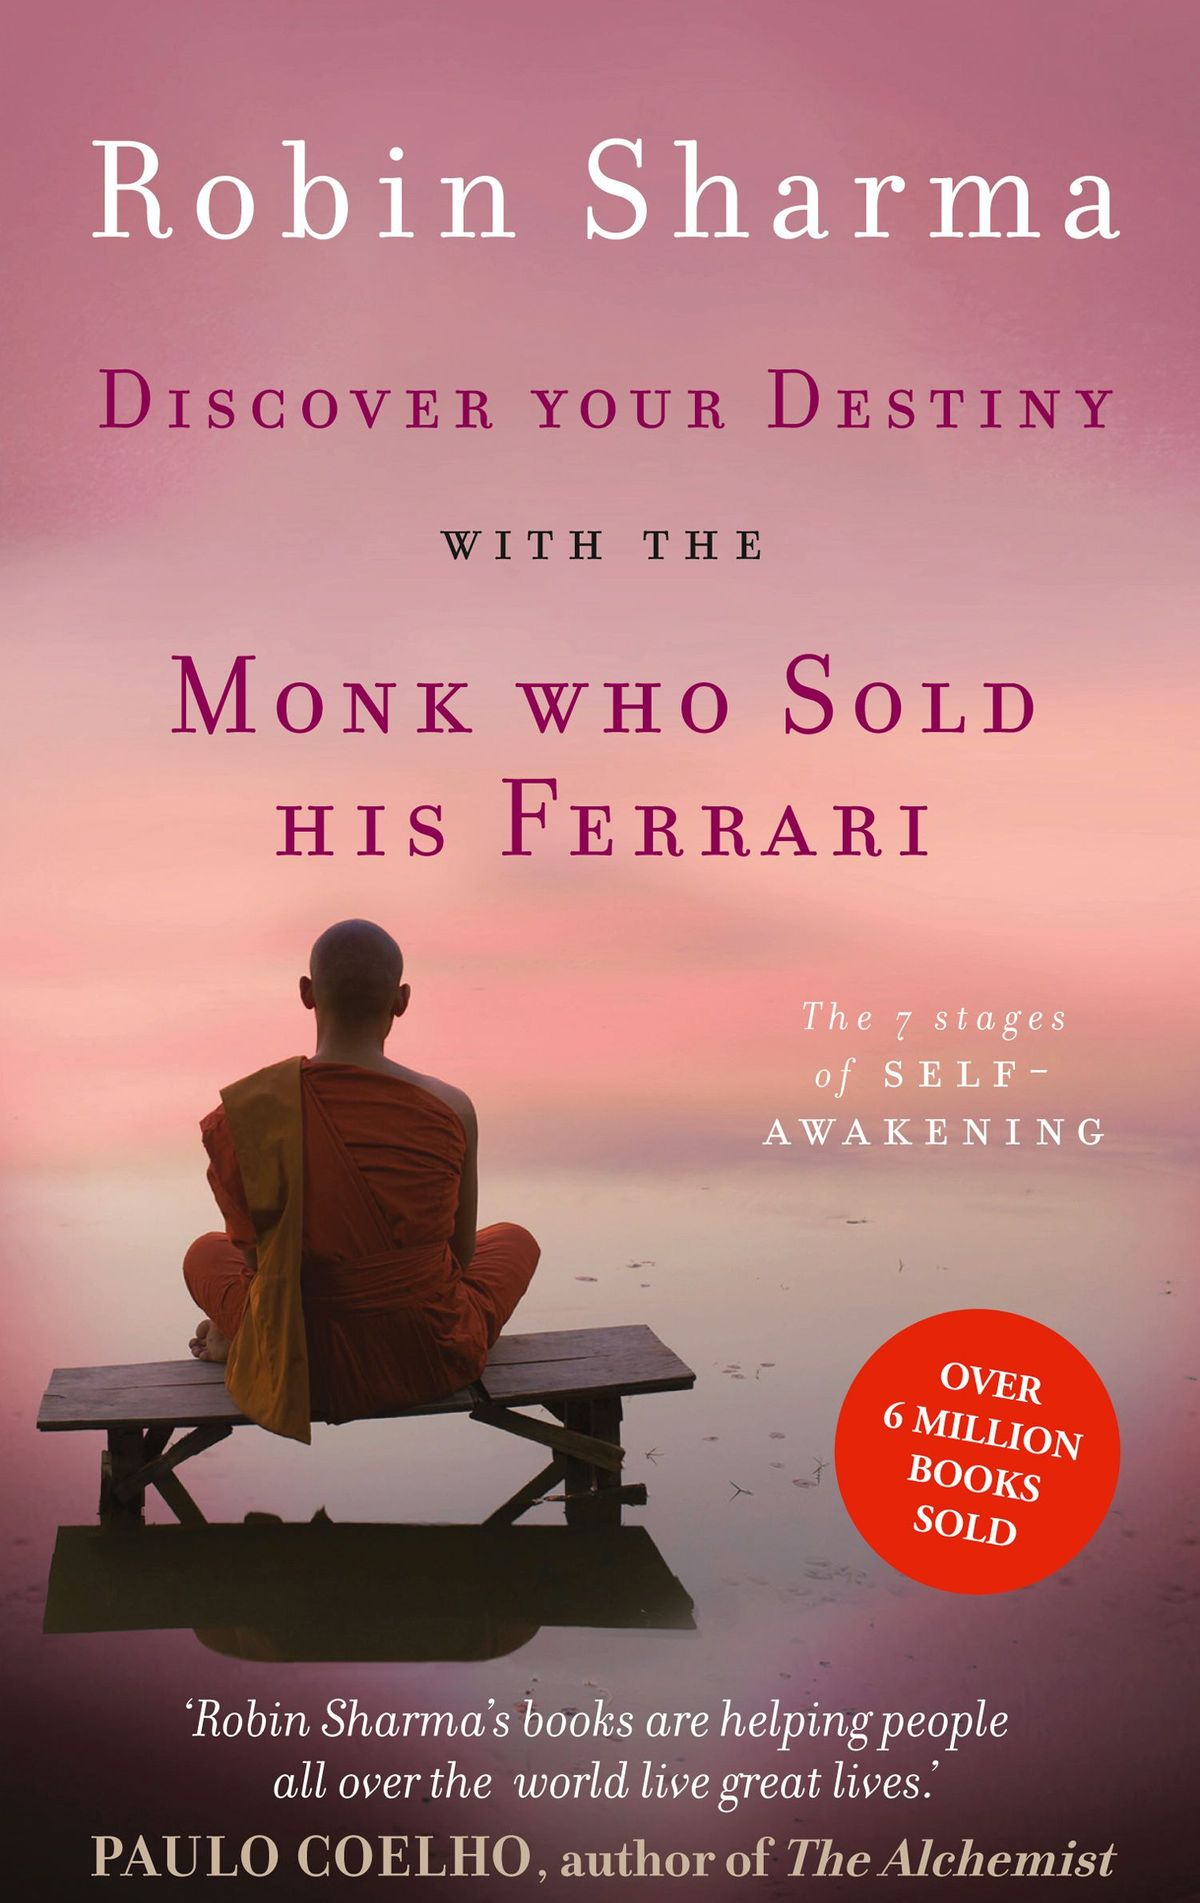 Robin Sharma
Discover your Destiny
with the
Monk who Sold
his Ferrari
The 7 stages
of SELF-
AWAKENING
OVER
6 MILLION
BOOKS
SOLD
‘Robin Sharma’s books are helping people
all over the world live great lives.’
PAULO COELHO, author of The Alchemist